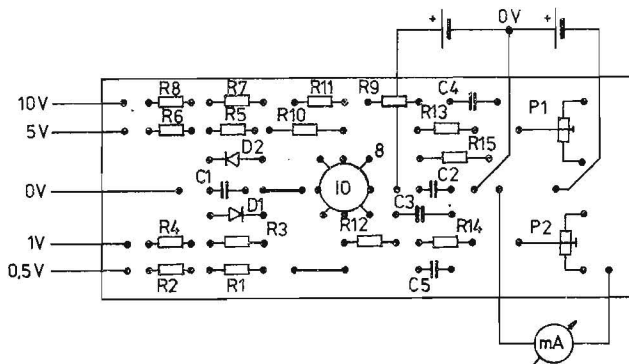 + 0V +
R8 R7 R11 R9 C4
10V
R6 R5 R10 R13 P1
5V
D2 8 R15
0V C1 IO C2
D1 C3
R4 R3 R12 R14 P2
1V
0,5V
R2 R1 C5
mA